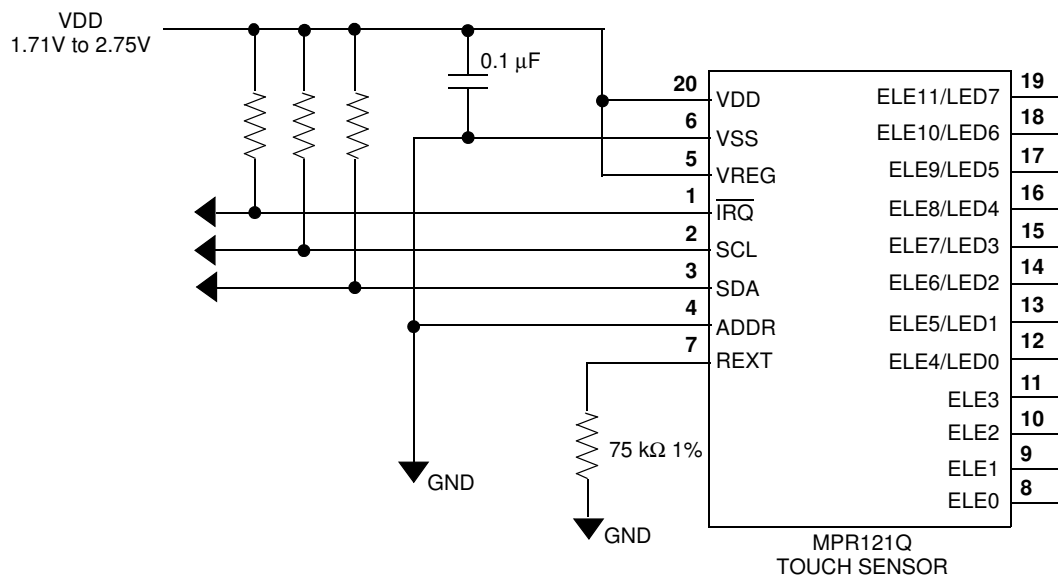 VDD
1.71V to 2.75V
0.1 μF
20
VDD
6
VSS
5
VREG
1
IRQ
2
SCL
3
SDA
4
ADDR
7
REXT
75 kΩ 1%
GND
GND
ELE11/LED7
19
ELE10/LED6
18
ELE9/LED5
17
ELE8/LED4
16
ELE7/LED3
15
ELE6/LED2
14
ELE5/LED1
13
ELE4/LED0
12
ELE3
11
ELE2
10
ELE1
9
ELE0
8
MPR121Q
TOUCH SENSOR